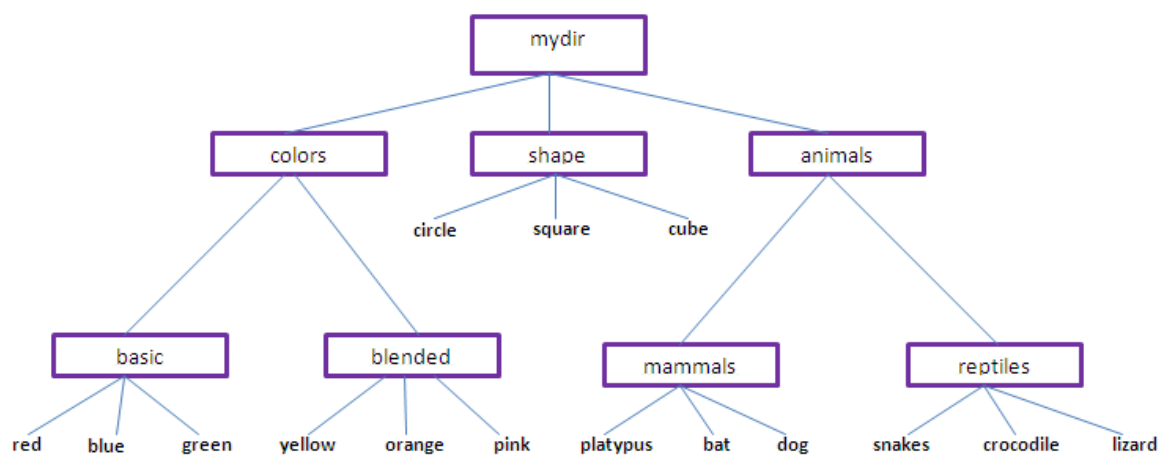 mydir
colors
shape
animals
circle
square
cube
basic
blended
mammals
reptiles
red
blue
green
yellow
orange
pink
platypus
bat
dog
snakes
crocodile
lizard